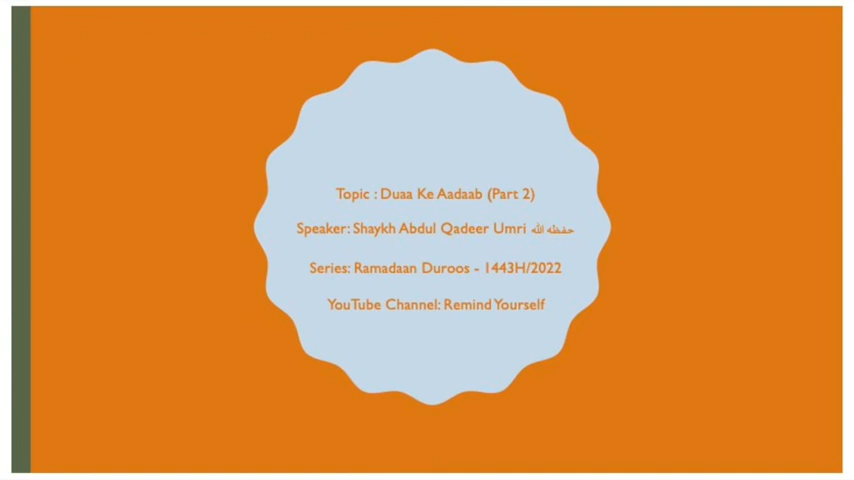 Topic : Duaa Ke Aadaab (Part 2)
Speaker: Shaykh Abdul Qadeer Umri حفظه الله
Series: Ramadaan Duroos - 1443H/2022
YouTube Channel: Remind Yourself